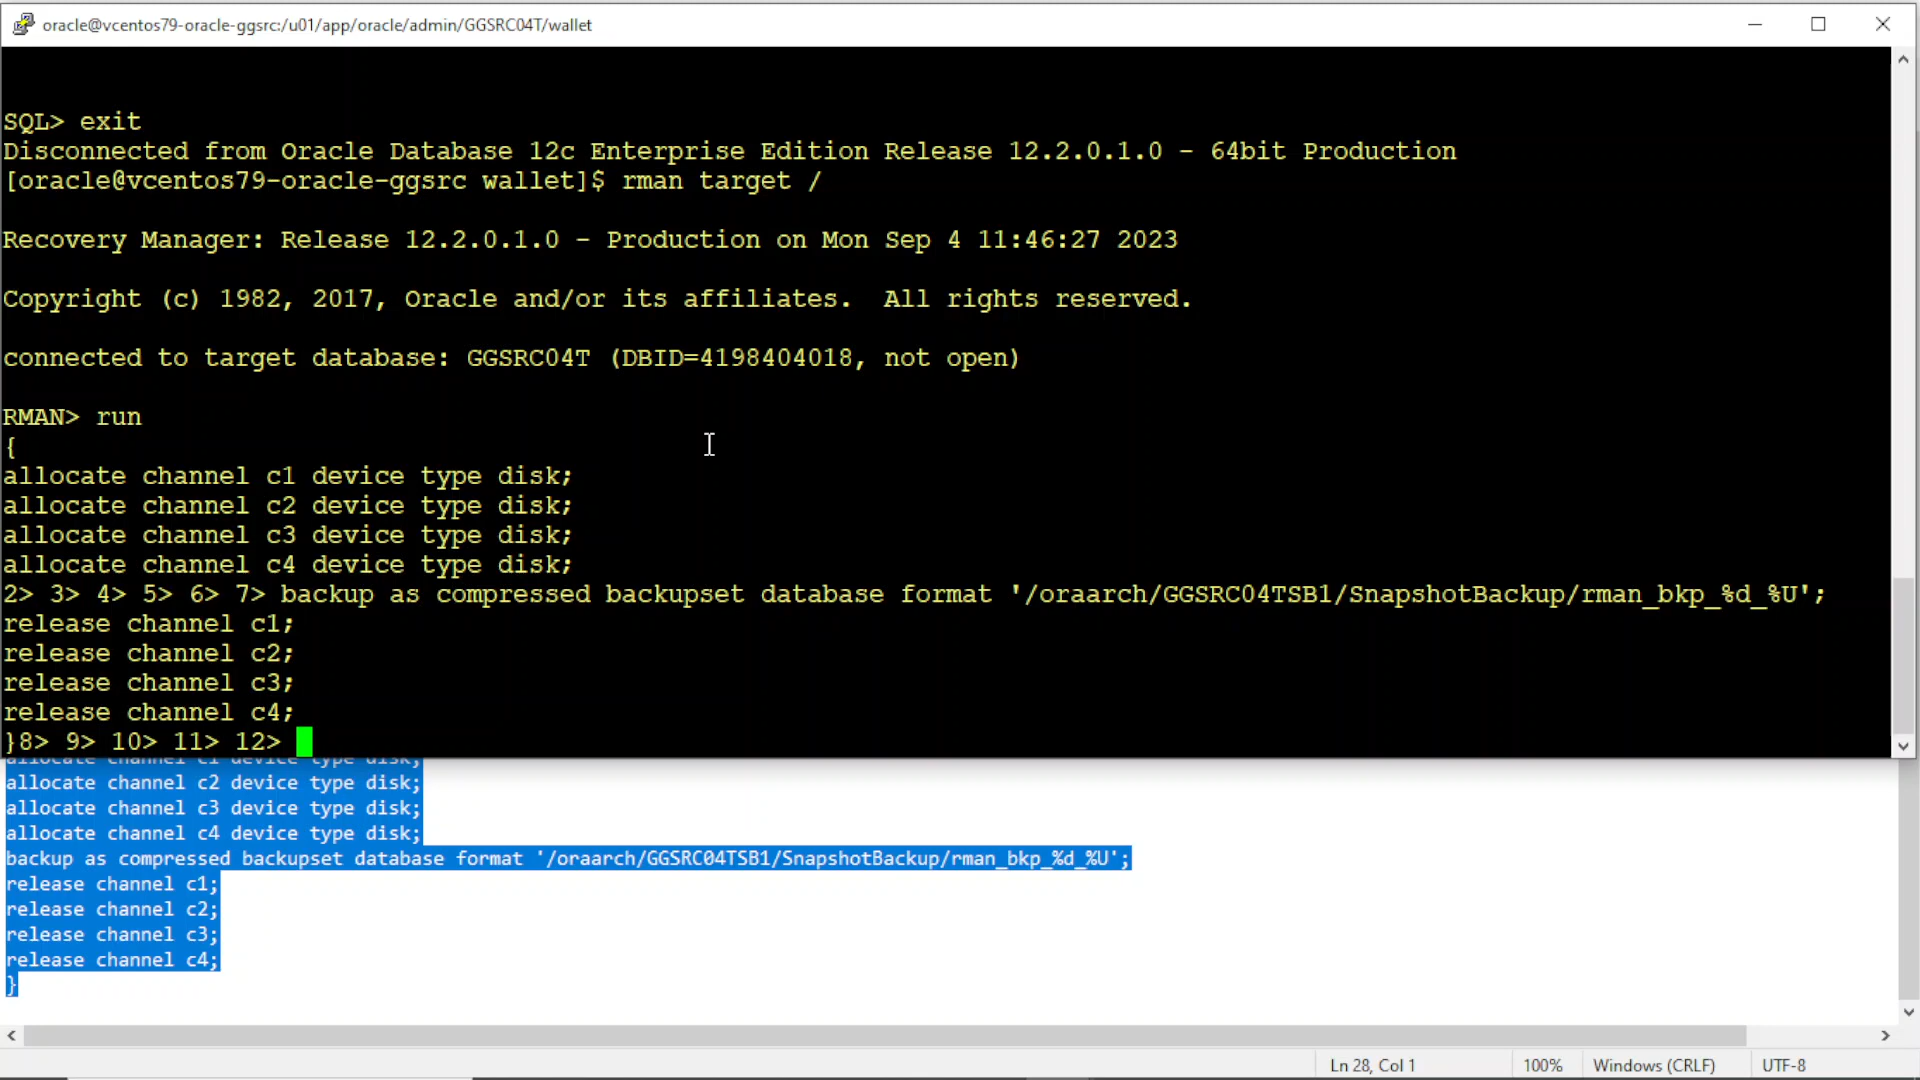 oracle@vcentos79-oracle-ggsrc:/u01/app/oracle/admin/GGSRC04T/wallet
SQL> exit
Disconnected from Oracle Database 12c Enterprise Edition Release 12.2.0.1.0 - 64bit Production
[oracle@vcentos79-oracle-ggsrc wallet]$ rman target /
Recovery Manager: Release 12.2.0.1.0 - Production on Mon Sep 4 11:46:27 2023
Copyright (c) 1982, 2017, Oracle and/or its affiliates.  All rights reserved.
connected to target database: GGSRC04T (DBID=4198404018, not open)
RMAN> run
{
allocate channel c1 device type disk;
allocate channel c2 device type disk;
allocate channel c3 device type disk;
allocate channel c4 device type disk;
2> 3> 4> 5> 6> 7> backup as compressed backupset database format '/oraarch/GGSRC04TSB1/SnapshotBackup/rman_bkp_%d_%U';
release channel c1;
release channel c2;
release channel c3;
release channel c4;
}8> 9> 10> 11> 12>
allocate channel c1 device type disk;
allocate channel c2 device type disk;
allocate channel c3 device type disk;
allocate channel c4 device type disk;
backup as compressed backupset database format '/oraarch/GGSRC04TSB1/SnapshotBackup/rman_bkp_%d_%U';
release channel c1;
release channel c2;
release channel c3;
release channel c4;
}
Ln 28, Col 1 100% Windows (CRLF) UTF-8